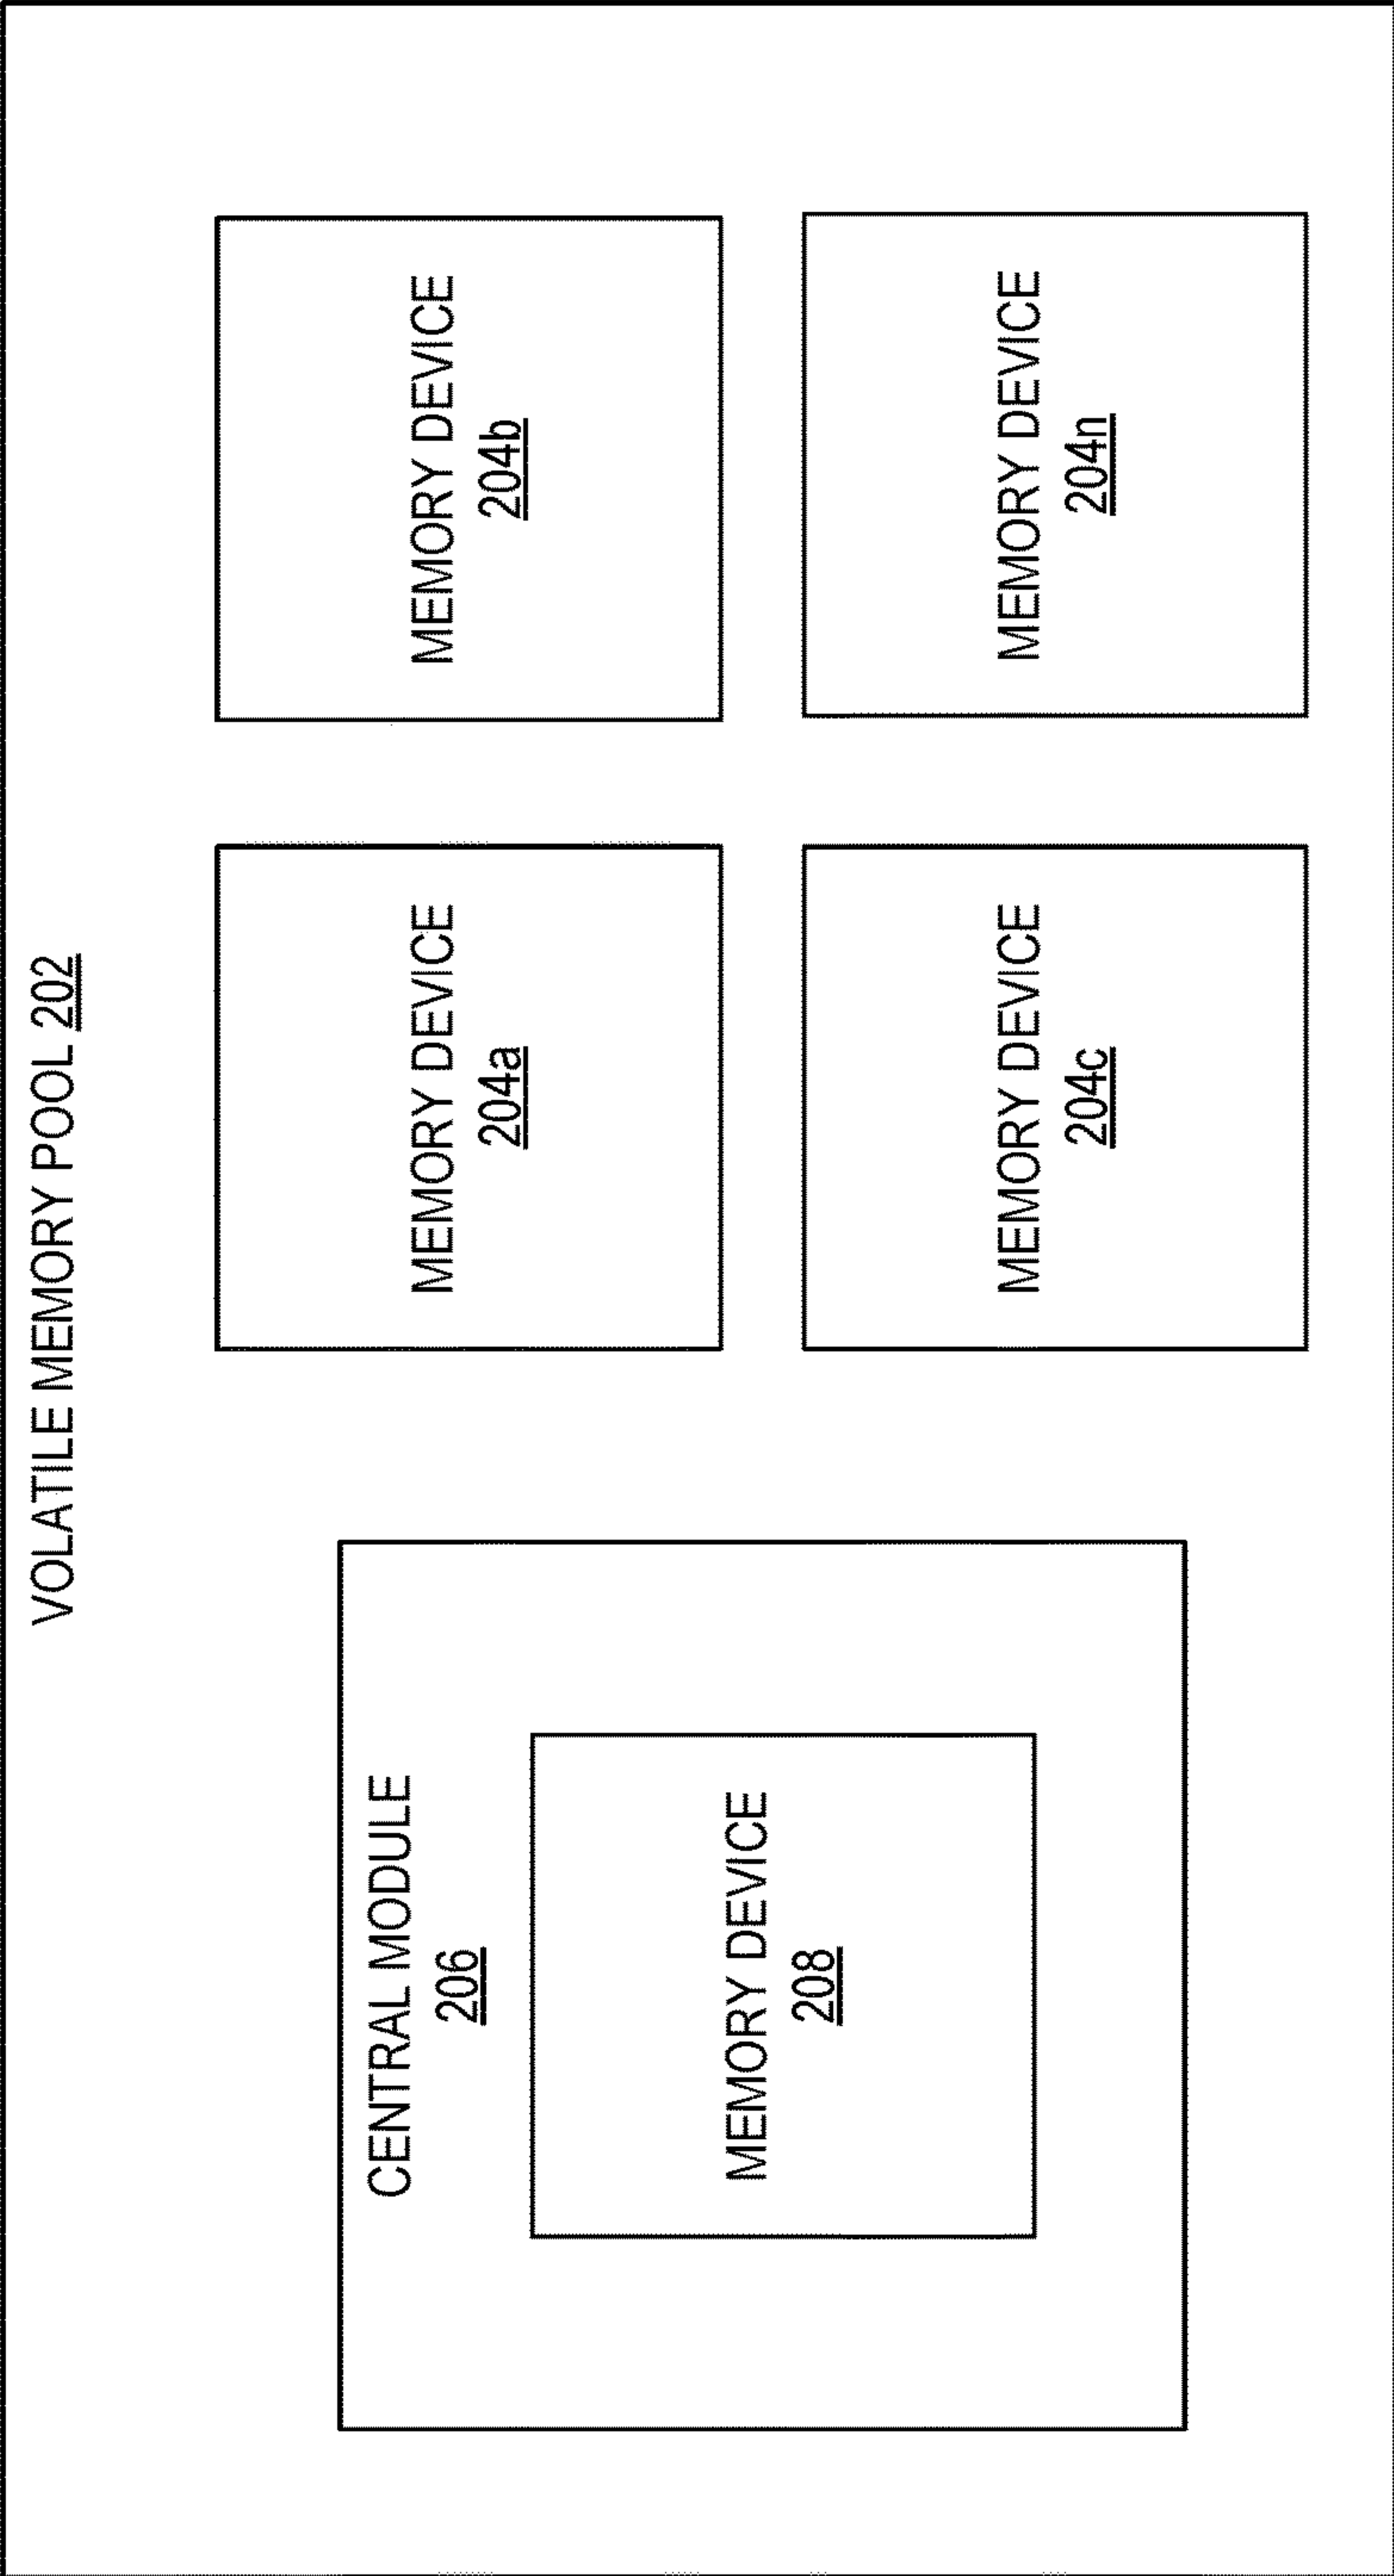 VOLATILE MEMORY POOL 202
CENTRAL MODULE
206
MEMORY DEVICE
208
MEMORY DEVICE
204a
MEMORY DEVICE
204b
MEMORY DEVICE
204c
MEMORY DEVICE
204n